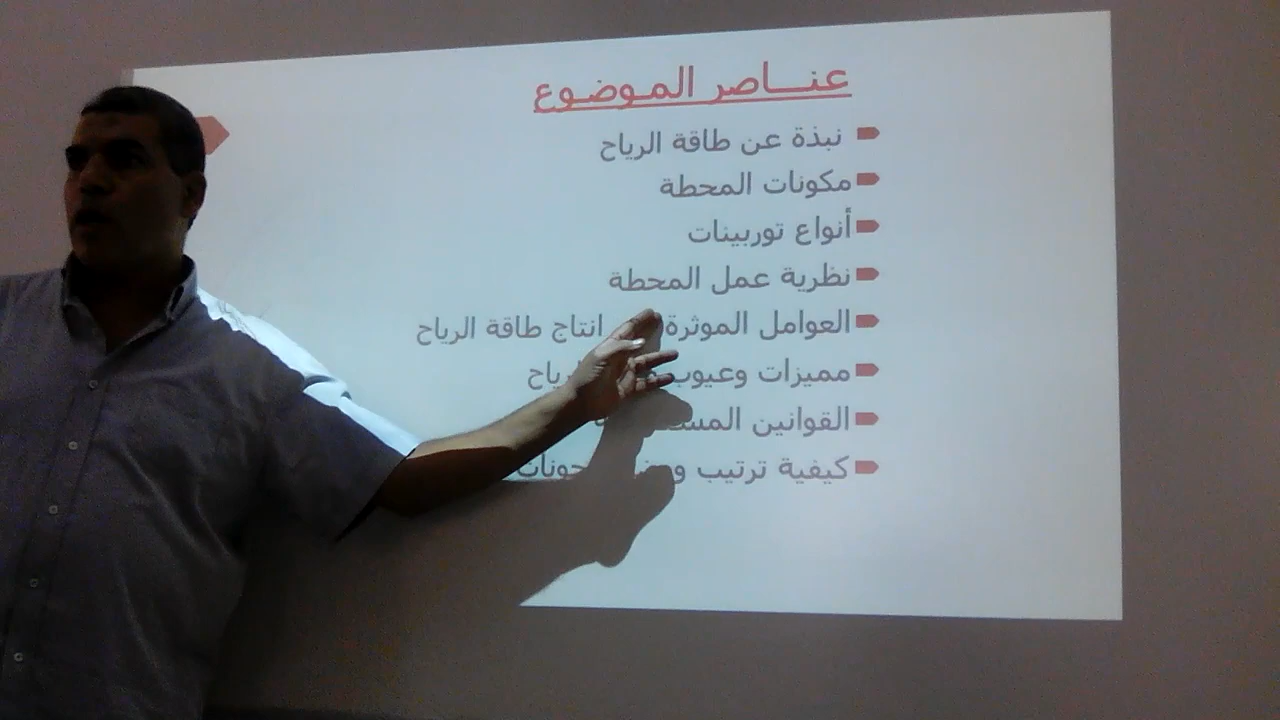 عنـــاصر الموضوع
نبذة عن طاقة الرياح
مكونات المحطة
أنواع توربينات
نظرية عمل المحطة
العوامل الموثرة انتاج طاقة الرياح
مميزات وعيوب
القوانين
كيفية ترتيب